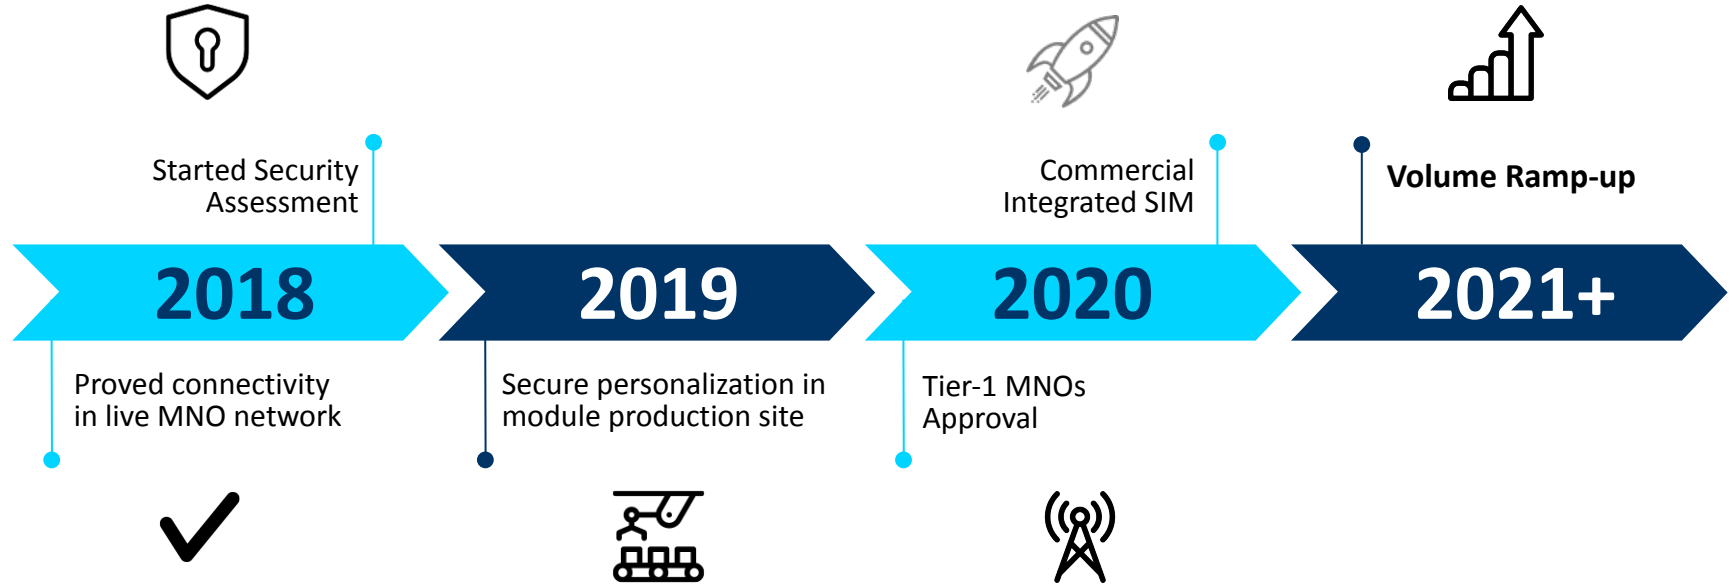 Started Security
Assessment
Commercial
Integrated SIM
Volume Ramp-up
2018
2019
2020
2021+
Proved connectivity
in live MNO network
Secure personalization in
module production site
Tier-1 MNOs
Approval